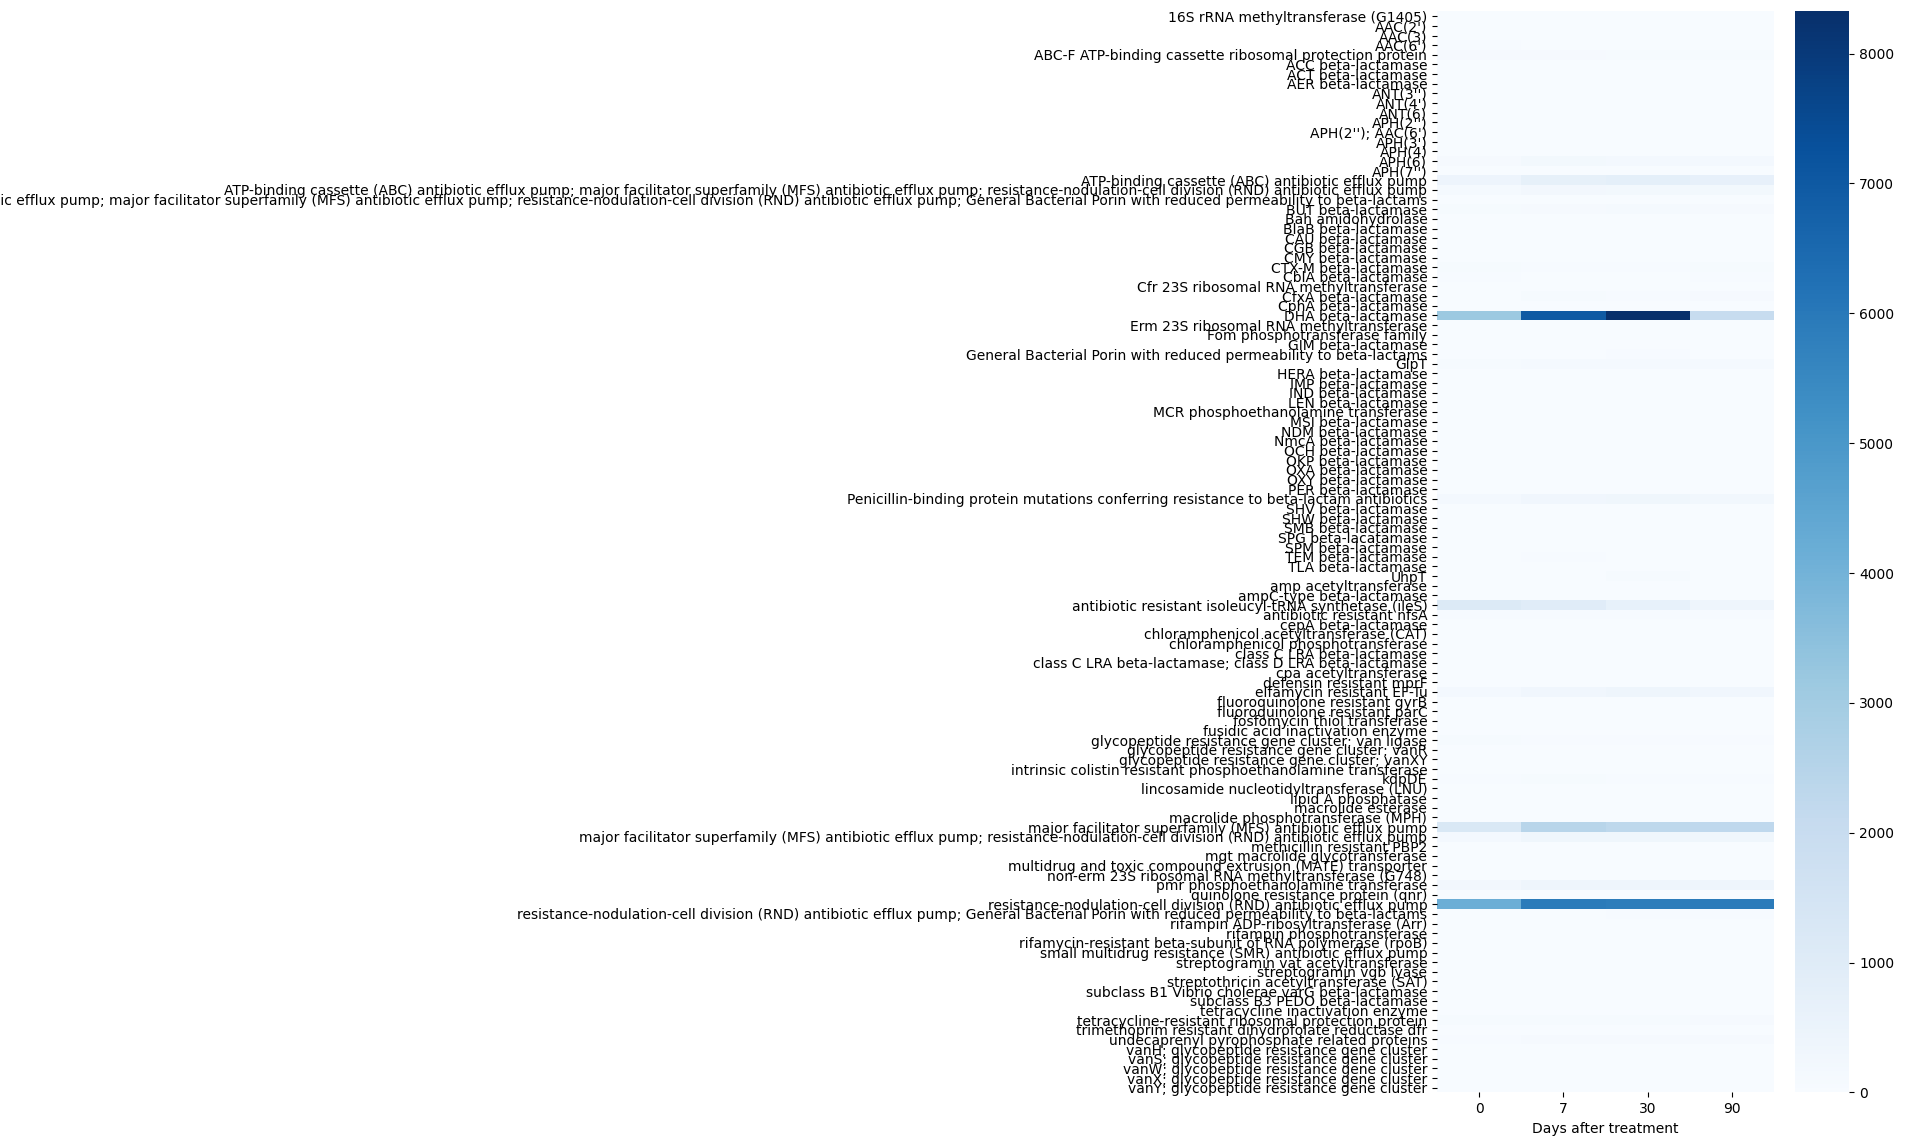 16S rRNA methyltransferase (G1405)
AAC(2')
AAC(3)
AAC(6')
ABC-F ATP-binding cassette ribosomal protection protein
ACC beta-lactamase
ACT beta-lactamase
AER beta-lactamase
ANT(3'')
ANT(4')
ANT(6)
APH(2'')
APH(2''); AAC(6')
APH(3')
APH(4)
APH(6)
APH(7'')
ATP-binding cassette (ABC) antibiotic efflux pump
ATP-binding cassette (ABC) antibiotic efflux pump; major facilitator superfamily (MFS) antibiotic efflux pump; resistance-nodulation-cell division (RND) antibiotic efflux pump
ic efflux pump; major facilitator superfamily (MFS) antibiotic efflux pump; resistance-nodulation-cell division (RND) antibiotic efflux pump; General Bacterial Porin with reduced permeability to beta-lactams
BUT beta-lactamase
Bah amidohydrolase
BlaB beta-lactamase
CAU beta-lactamase
CGB beta-lactamase
CMY beta-lactamase
CTX-M beta-lactamase
CblA beta-lactamase
Cfr 23S ribosomal RNA methyltransferase
CfxA beta-lactamase
CphA beta-lactamase
DHA beta-lactamase
Erm 23S ribosomal RNA methyltransferase
Fom phosphotransferase family
GIM beta-lactamase
General Bacterial Porin with reduced permeability to beta-lactams
GlpT
HERA beta-lactamase
IMP beta-lactamase
IND beta-lactamase
LEN beta-lactamase
MCR phosphoethanolamine transferase
MSI beta-lactamase
NDM beta-lactamase
NmcA beta-lactamase
OCH beta-lactamase
OKP beta-lactamase
OXA beta-lactamase
OXY beta-lactamase
PER beta-lactamase
Penicillin-binding protein mutations conferring resistance to beta-lactam antibiotics
SHV beta-lactamase
SHW beta-lactamase
SMB beta-lactamase
SPG beta-lacatamase
SPM beta-lactamase
TEM beta-lactamase
TLA beta-lactamase
UhpT
amp acetyltransferase
ampC-type beta-lactamase
antibiotic resistant isoleucyl-tRNA synthetase (ileS)
antibiotic resistant nfsA
cepA beta-lactamase
chloramphenicol acetyltransferase (CAT)
chloramphenicol phosphotransferase
class C LRA beta-lactamase
class C LRA beta-lactamase; class D LRA beta-lactamase
cpa acetyltransferase
defensin resistant mprF
elfamycin resistant EF-Tu
fluoroquinolone resistant gyrB
fluoroquinolone resistant parC
fosfomycin thiol transferase
fusidic acid inactivation enzyme
glycopeptide resistance gene cluster; van ligase
glycopeptide resistance gene cluster; vanR
glycopeptide resistance gene cluster; vanXY
intrinsic colistin resistant phosphoethanolamine transferase
kdpDE
lincosamide nucleotidyltransferase (LNU)
lipid A phosphatase
macrolide esterase
macrolide phosphotransferase (MPH)
major facilitator superfamily (MFS) antibiotic efflux pump
major facilitator superfamily (MFS) antibiotic efflux pump; resistance-nodulation-cell division (RND) antibiotic efflux pump
methicillin resistant PBP2
mgt macrolide glycotransferase
multidrug and toxic compound extrusion (MATE) transporter
non-erm 23S ribosomal RNA methyltransferase (G748)
pmr phosphoethanolamine transferase
quinolone resistance protein (qnr)
resistance-nodulation-cell division (RND) antibiotic efflux pump
resistance-nodulation-cell division (RND) antibiotic efflux pump; General Bacterial Porin with reduced permeability to beta-lactams
rifampin ADP-ribosyltransferase (Arr)
rifampin phosphotransferase
rifamycin-resistant beta-subunit of RNA polymerase (rpoB)
small multidrug resistance (SMR) antibiotic efflux pump
streptogramin vat acetyltransferase
streptogramin vgb lyase
streptothricin acetyltransferase (SAT)
subclass B1 Vibrio cholerae varG beta-lactamase
subclass B3 PEDO beta-lactamase
tetracycline inactivation enzyme
tetracycline-resistant ribosomal protection protein
trimethoprim resistant dihydrofolate reductase dfr
undecaprenyl pyrophosphate related proteins
vanH; glycopeptide resistance gene cluster
vanS; glycopeptide resistance gene cluster
vanW; glycopeptide resistance gene cluster
vanX; glycopeptide resistance gene cluster
vanY; glycopeptide resistance gene cluster
0 7 30 90
Days after treatment
8000
7000
6000
5000
4000
3000
2000
1000
0